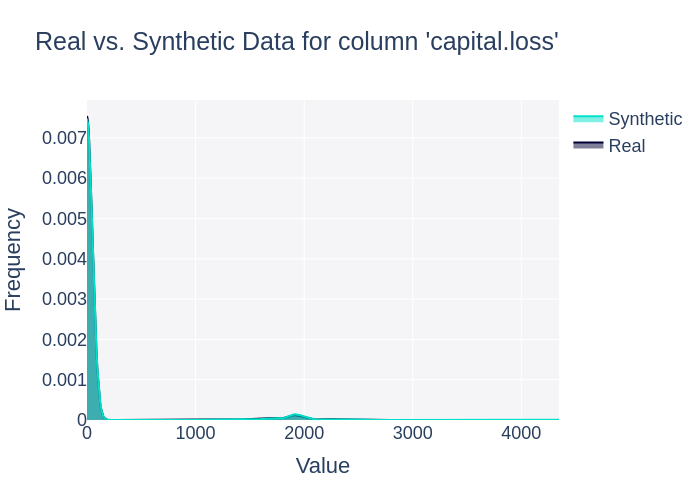 Real vs. Synthetic Data for column 'capital.loss'
Synthetic
Real
0.007
0.006
0.005
0.004
0.003
0.002
0.001
0
Frequency
0
1000
2000
3000
4000
Value